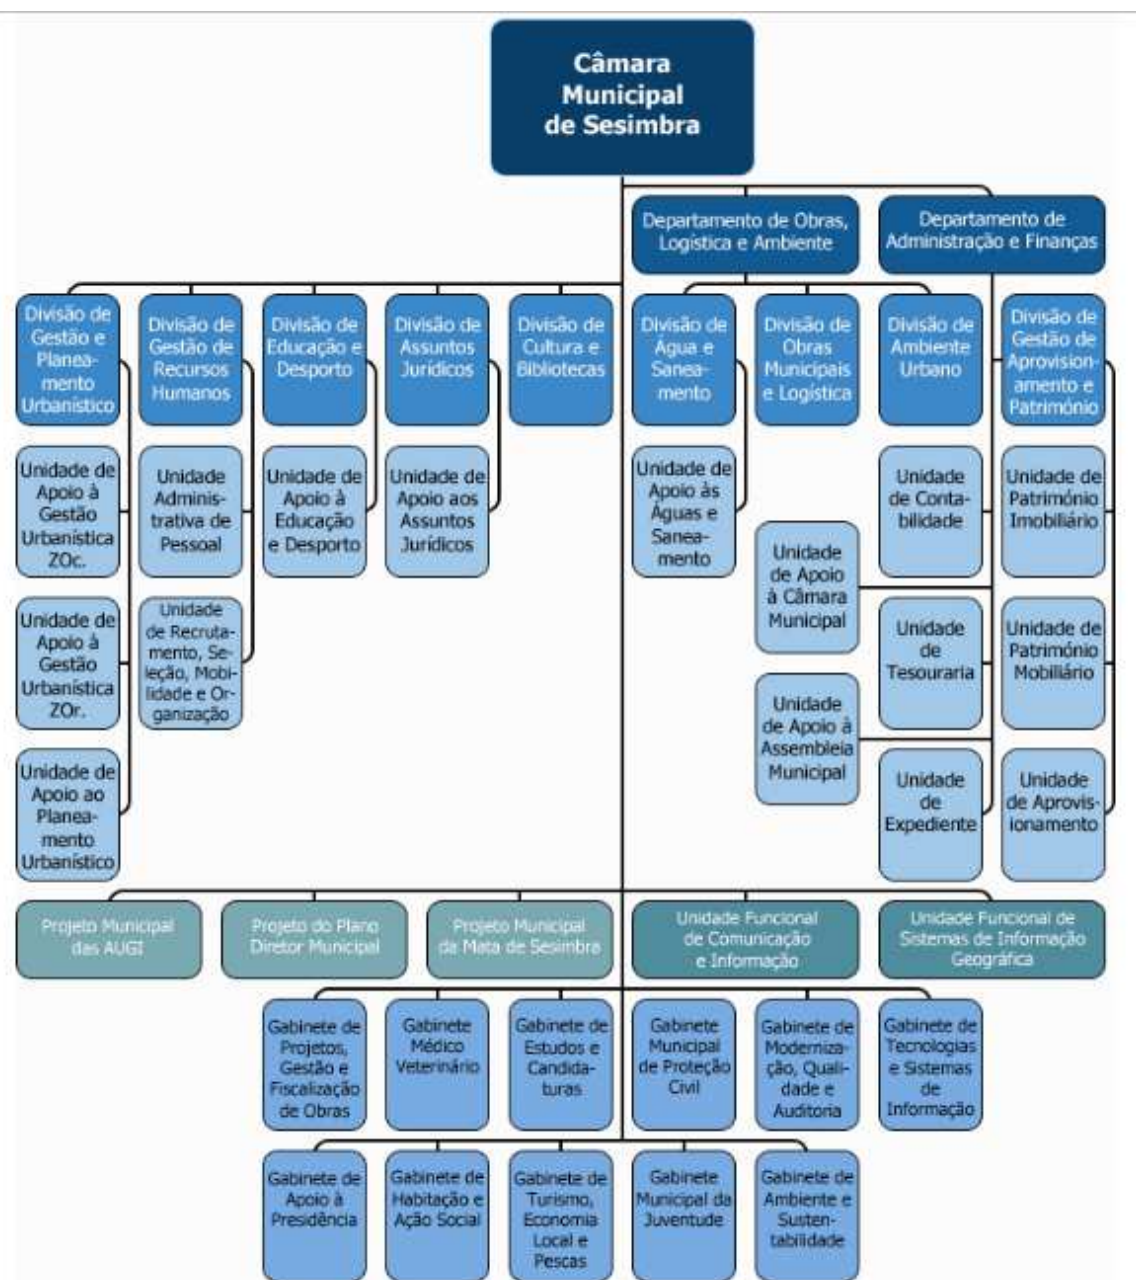 Câmara
Municipal
de Sesimbra
Departamento de Obras,
Logística e Ambiente
Departamento de
Administração e Finanças
Divisão de
Gestão e
Planea-
mento
Urbanístico
Divisão de
Gestão de
Recursos
Humanos
Divisão de
Educação e
Desporto
Divisão de
Assuntos
Jurídicos
Divisão de
Cultura e
Bibliotecas
Divisão de
Água e
Sanea-
mento
Divisão de
Obras
Municipais
e Logística
Divisão de
Ambiente
Urbano
Divisão de
Gestão de
Aprovision-
amento e
Património
Unidade de
Apoio à
Gestão
Urbanística
ZOc.
Unidade
Adminis-
trativa de
Pessoal
Unidade de
Apoio à
Educação
e Desporto
Unidade de
Apoio aos
Assuntos
Jurídicos
Unidade de
Apoio às
Águas e
Sanea-
mento
Unidade
de Conta-
bilidade
Unidade de
Património
Imobiliário
Unidade
de Apoio
à Câmara
Municipal
Unidade de
Apoio à
Gestão
Urbanística
ZOr.
Unidade
de Recruta-
mento, Se-
leção, Mobi-
lidade e Or-
ganização
Unidade
de
Tesouraria
Unidade de
Património
Mobiliário
Unidade
de Apoio à
Assembleia
Municipal
Unidade de
Apoio ao
Planea-
mento
Urbanístico
Unidade
de
Expediente
Unidade
de Aprovis-
ionamento
Projeto Municipal
das AUGI
Projeto do Plano
Diretor Municipal
Projeto Municipal
da Mata de Sesimbra
Unidade Funcional
de Comunicação
e Informação
Unidade Funcional de
Sistemas de Informação
Geográfica
Gabinete de
Projetos,
Gestão e
Fiscalização
de Obras
Gabinete
Médico
Veterinário
Gabinete de
Estudos e
Candida-
turas
Gabinete
Municipal
de Proteção
Civil
Gabinete de
Moderniza-
ção, Quali-
dade e
Auditoria
Gabinete de
Tecnologias
e Sistemas
de
Informação
Gabinete de
Apoio à
Presidência
Gabinete de
Habitação e
Ação Social
Gabinete de
Turismo,
Economia
Local e
Pescas
Gabinete
Municipal da
Juventude
Gabinete de
Ambiente e
Susten-
tabilidade